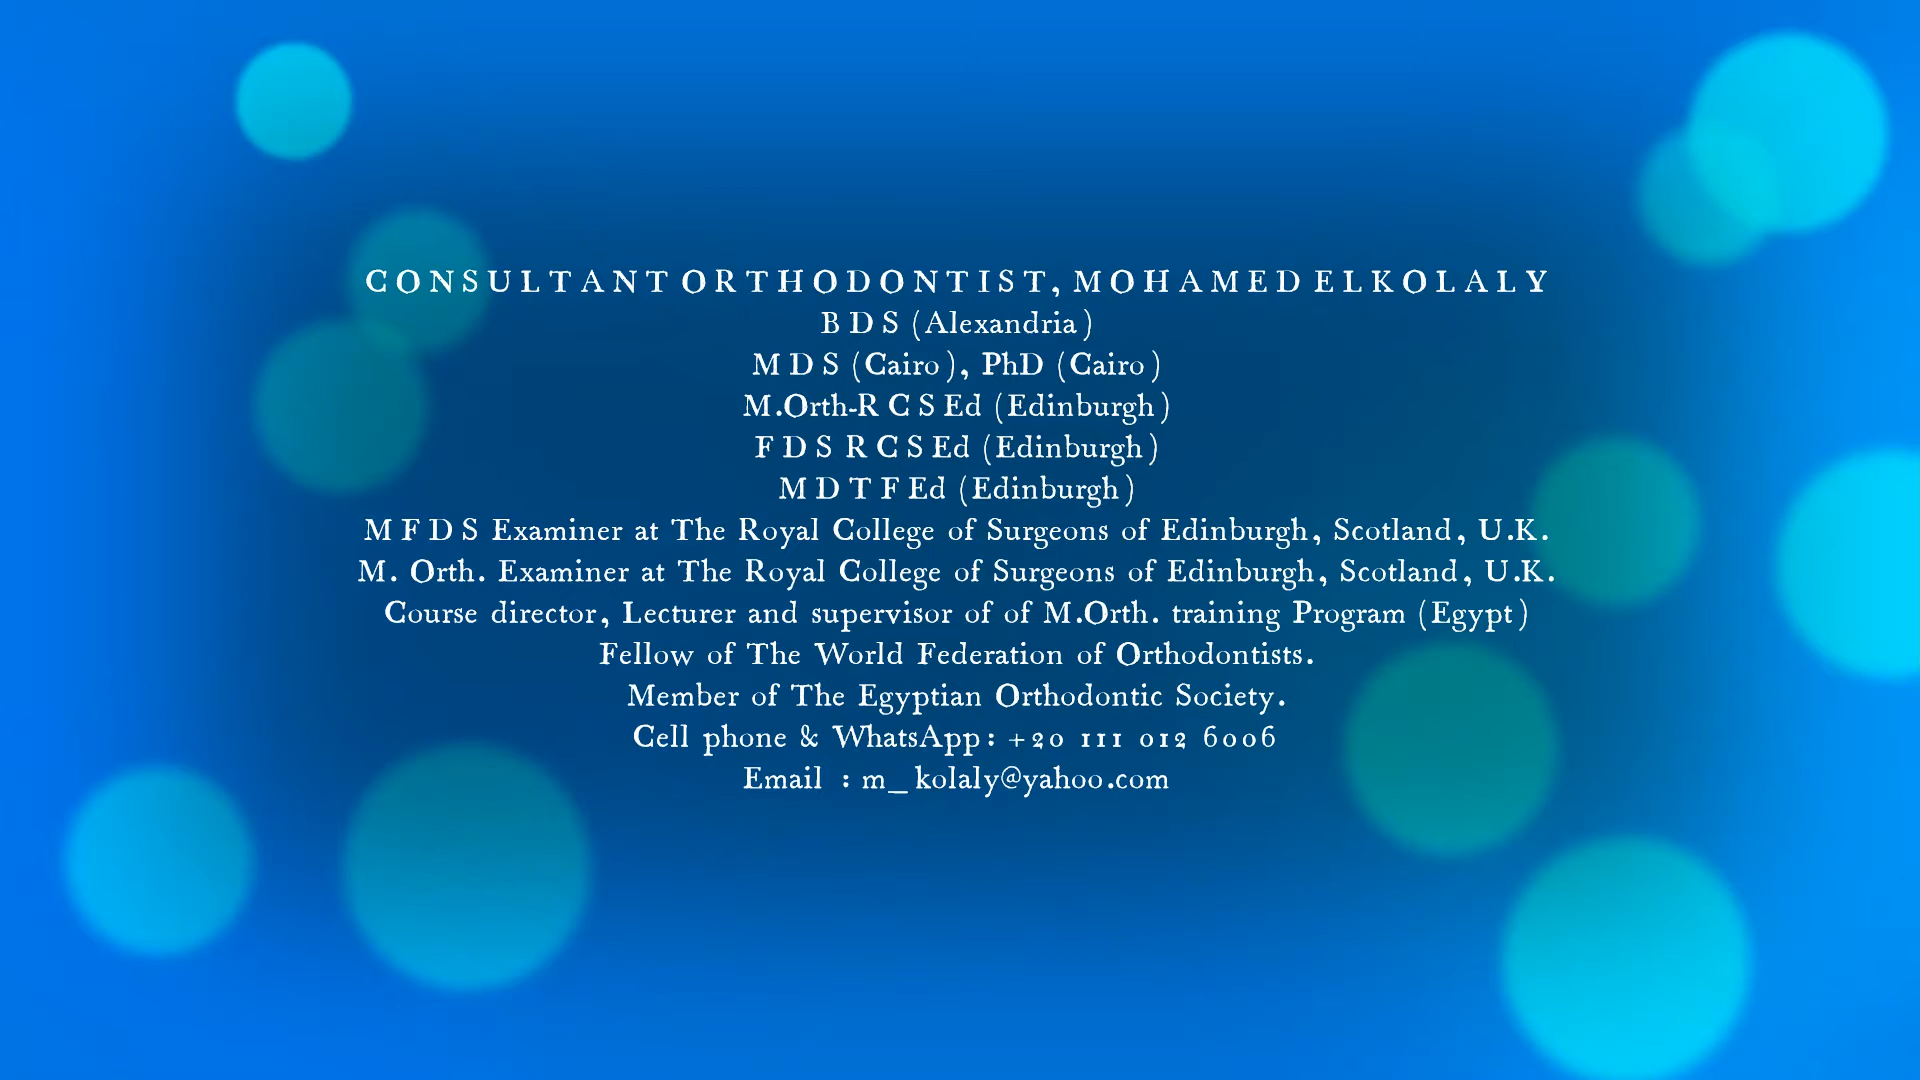 CONSULTANT ORTHODONTIST, MOHAMED ELKOLALY
B D S (Alexandria)
M D S (Cairo), PhD (Cairo)
M.Orth-R C S Ed (Edinburgh)
F D S R C S Ed (Edinburgh)
M D T F Ed (Edinburgh)
M F D S Examiner at The Royal College of Surgeons of Edinburgh, Scotland, U.K.
M. Orth. Examiner at The Royal College of Surgeons of Edinburgh, Scotland, U.K.
Course director, Lecturer and supervisor of of M.Orth. training Program (Egypt)
Fellow of The World Federation of Orthodontists.
Member of The Egyptian Orthodontic Society.
Cell phone & WhatsApp: +20 111 012 6006
Email : m_kolaly@yahoo.com